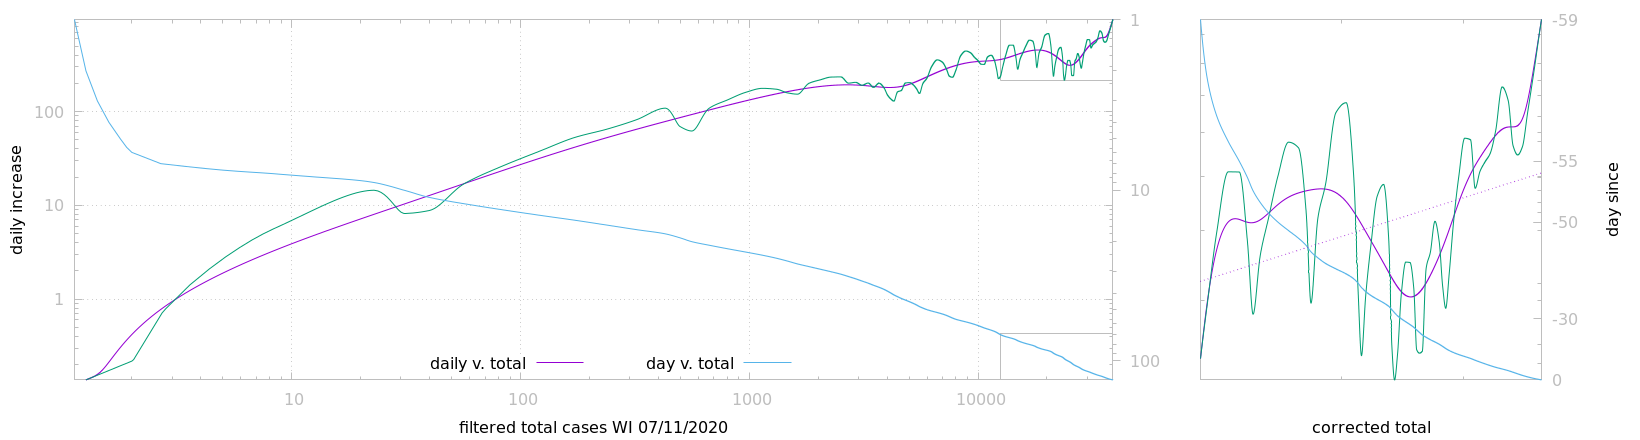 daily increase
100
10
1
10
100
1000
10000
1
10
100
daily v. total
day v. total
filtered total cases WI 07/11/2020
-59
-55
-50
-30
0
day since
corrected total